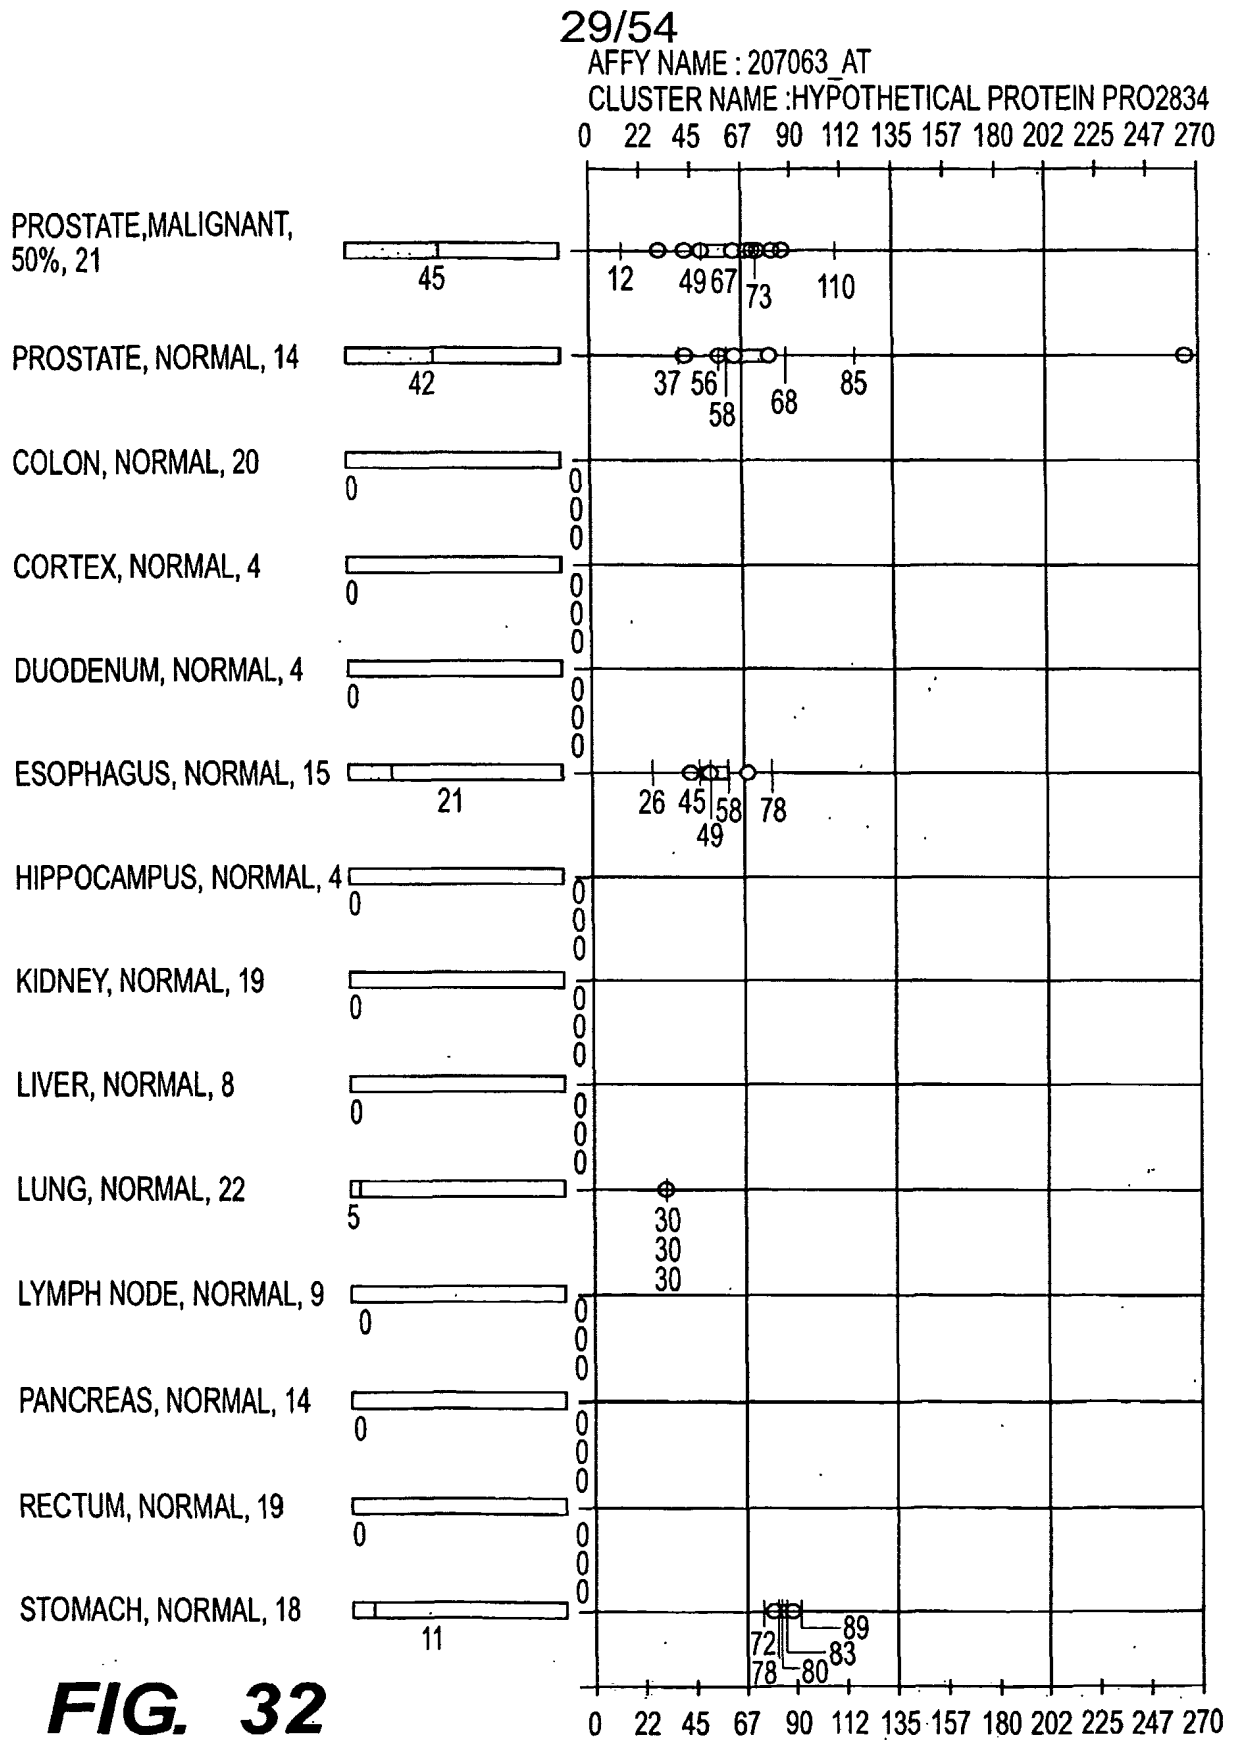 29/54
AFFY NAME : 207063_AT
CLUSTER NAME :HYPOTHETICAL PROTEIN PRO2834
0 22 45 67 90 112 135 157 180 202 225 247 270
PROSTATE,MALIGNANT,
50%, 21
45
12 49 67 73 110
PROSTATE, NORMAL, 14
42
37 56 58 68 85
COLON, NORMAL, 20
0
0
0
0
CORTEX, NORMAL, 4
0
0
0
0
DUODENUM, NORMAL, 4
0
0
0
0
ESOPHAGUS, NORMAL, 15
21
26 45 49 58 78
HIPPOCAMPUS, NORMAL, 4
0
0
0
0
KIDNEY, NORMAL, 19
0
0
0
0
LIVER, NORMAL, 8
0
0
0
0
LUNG, NORMAL, 22
5
30
30
30
LYMPH NODE, NORMAL, 9
0
0
0
0
PANCREAS, NORMAL, 14
0
0
0
0
RECTUM, NORMAL, 19
0
0
0
0
STOMACH, NORMAL, 18
11
72 89
83
78 80
FIG. 32
0 22 45 67 90 112 135 157 180 202 225 247 270